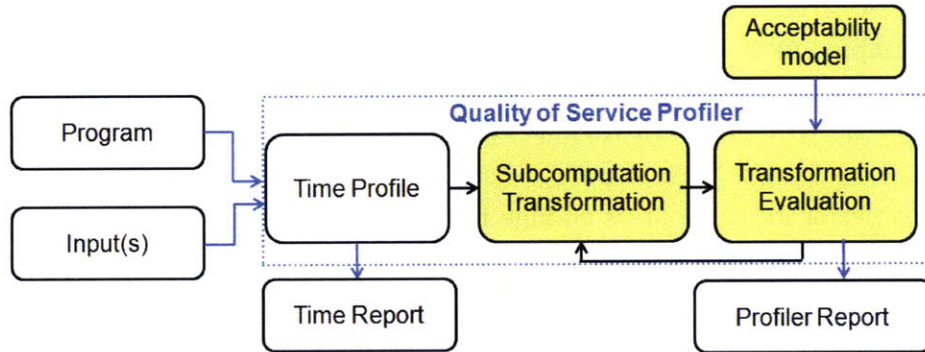 Acceptability
model
Quality of Service Profiler
Program
Time Profile
Subcomputation
Transformation
Transformation
Evaluation
Input(s)
Time Report
Profiler Report